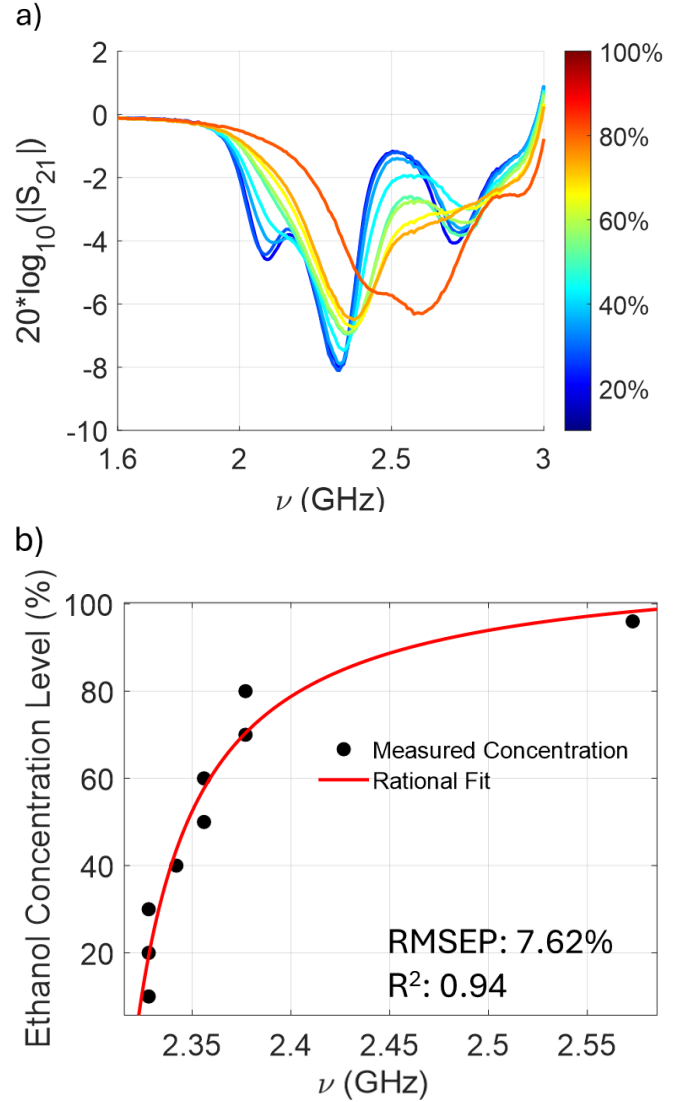 a)
2
0
-2
-4
-6
-8
-10
20*log10(|S21|)
1.6
2
2.5
3
ν (GHz)
100%
80%
60%
40%
20%
b)
Ethanol Concentration Level (%)
100
80
60
40
20
Measured Concentration
Rational Fit
RMSEP: 7.62%
R²: 0.94
2.35
2.4
2.45
2.5
2.55
ν (GHz)